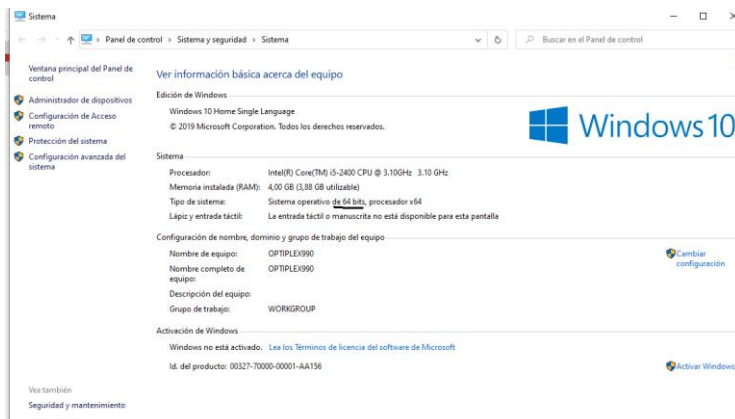 Sistema
Panel de control > Sistema y seguridad > Sistema
Buscar en el Panel de control
Ventana principal del Panel de
control
Administrador de dispositivos
Configuración de Acceso
remoto
Protección del sistema
Configuración avanzada del
sistema
Ver información básica acerca del equipo
Edición de Windows
Windows 10 Home Single Language
© 2019 Microsoft Corporation. Todos los derechos reservados.
Windows 10
Sistema
Procesador: Intel(R) Core(TM) i5-2400 CPU @ 3.10GHz 3.10 GHz
Memoria instalada (RAM): 4,00 GB (3,88 GB utilizable)
Tipo de sistema: Sistema operativo de 64 bits, procesador x64
Lápiz y entrada táctil: La entrada táctil o manuscrita no está disponible para esta pantalla
Configuración de nombre, dominio y grupo de trabajo del equipo
Nombre de equipo: OPTIPLEX990
Cambiar
configuración
Nombre completo de
equipo: OPTIPLEX990
Descripción del equipo:
Grupo de trabajo: WORKGROUP
Activación de Windows
Windows no está activado. Lea los Términos de licencia del software de Microsoft
Id. del producto: 00327-70000-00001-AA156
Activar Windows
Vea también
Seguridad y mantenimiento